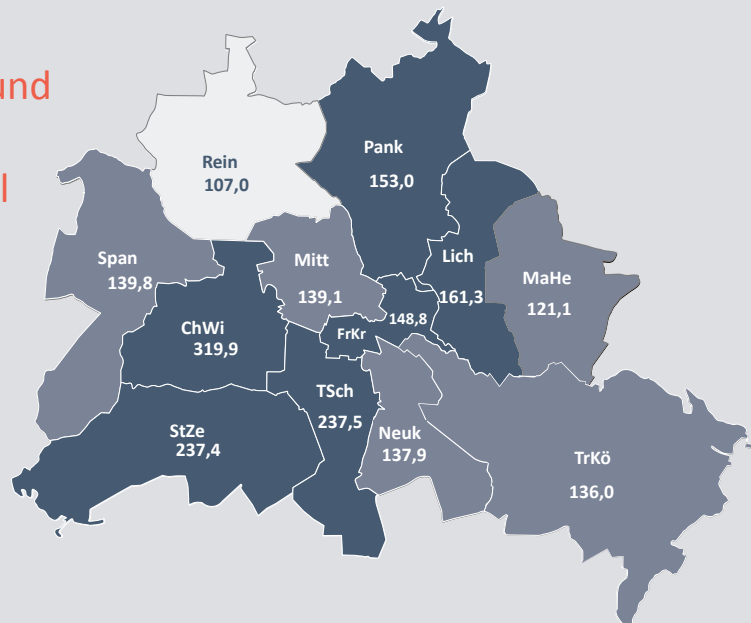 und
l
Rein
107,0
Pank
153,0
Span
139,8
Mitt
139,1
Lich
161,3
MaHe
121,1
ChWi
319,9
FrKr
148,8
TSch
237,5
StZe
237,4
Neuk
137,9
TrKö
136,0